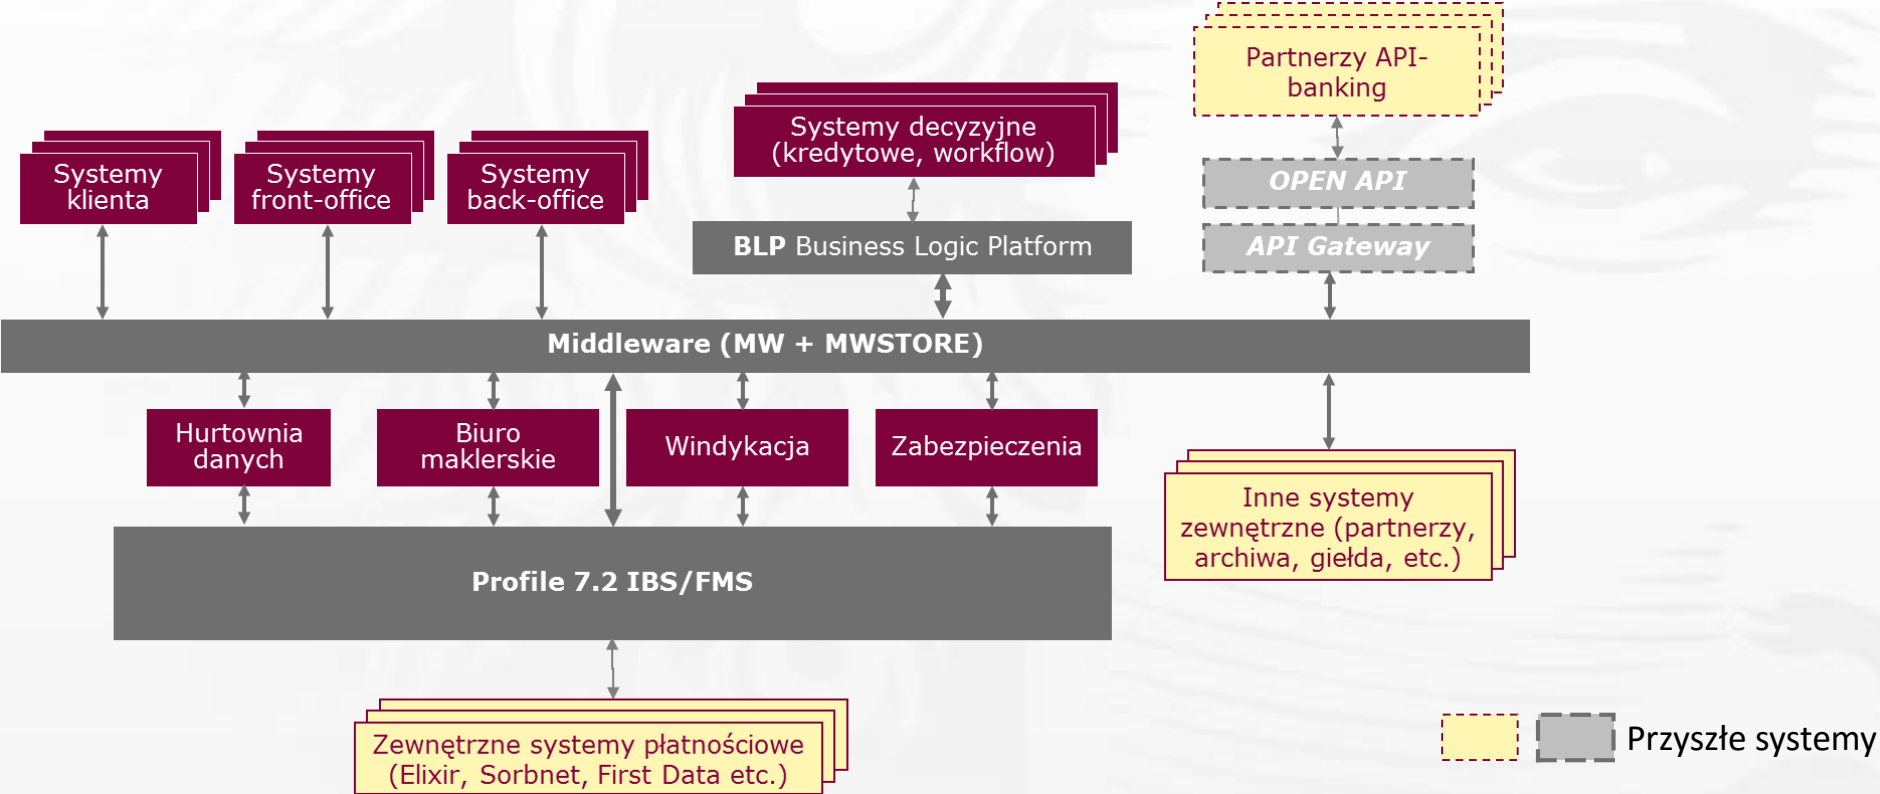 Partnerzy API-
banking
Systemy decyzyjne
(kredytowe, workflow)
Systemy
klienta
Systemy
front-office
Systemy
back-office
OPEN API
BLP Business Logic Platform
API Gateway
Middleware (MW + MWSTORE)
Hurtownia
danych
Biuro
maklerskie
Windykacja
Zabezpieczenia
Inne systemy
zewnętrzne (partnerzy,
archiwa, giełda, etc.)
Profile 7.2 IBS/FMS
Zewnętrzne systemy płatnościowe
(Elixir, Sorbnet, First Data etc.)
Przyszłe systemy